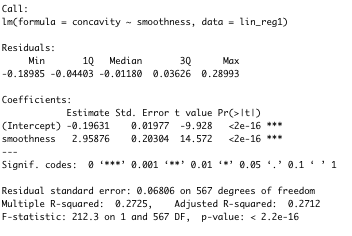 Call:
lm(formula = concavity ~ smoothness, data = lin_reg1)
Residuals:
Min 1Q Median 3Q Max
-0.18985 -0.04403 -0.01180 0.03626 0.28993
Coefficients:
Estimate Std. Error t value Pr(>|t|)
(Intercept) -0.19631 0.01977 -9.928 <2e-16 ***
smoothness 2.95876 0.20304 14.572 <2e-16 ***
---
Signif. codes: 0 ‘***’ 0.001 ‘**’ 0.01 ‘*’ 0.05 ‘.’ 0.1 ‘ ’ 1
Residual standard error: 0.06806 on 567 degrees of freedom
Multiple R-squared: 0.2725, Adjusted R-squared: 0.2712
F-statistic: 212.3 on 1 and 567 DF, p-value: < 2.2e-16